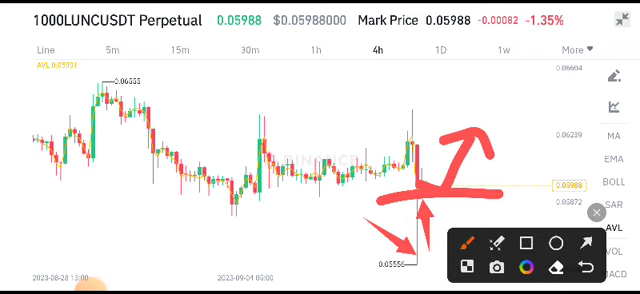 1000LUNCUSDT Perpetual 0.05988 $0.05988000 Mark Price 0.05988 -0.00082 -1.35%
Line 5m 15m 30m 1h 4h 1D 1w More
AVL 0.05931
0.06604
0.06555
MA
0.06239
EMA
BINANCE
BOLL
0.05988
0.05872
SAR
AVL
VOL
0.05556
MACD
2023-08-28 13:00 2023-09-04 05:00